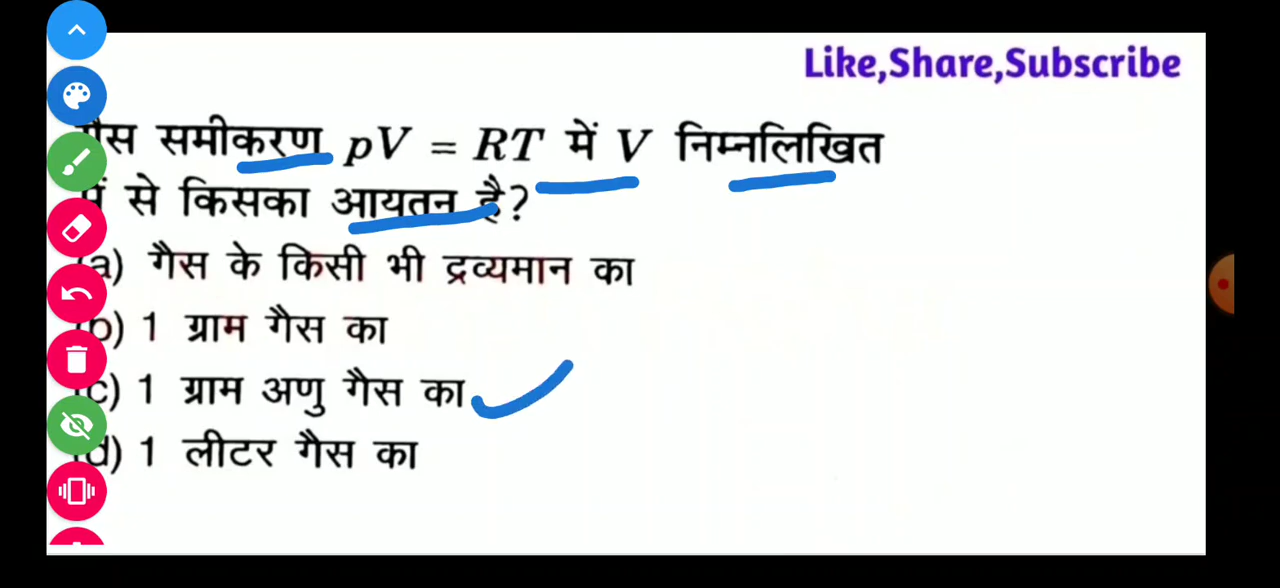 Like,Share,Subscribe
गैस समीकरण pV = RT में V निम्नलिखित
में से किसका आयतन है?
(a) गैस के किसी भी द्रव्यमान का
(b) 1 ग्राम गैस का
(c) 1 ग्राम अणु गैस का
(d) 1 लीटर गैस का